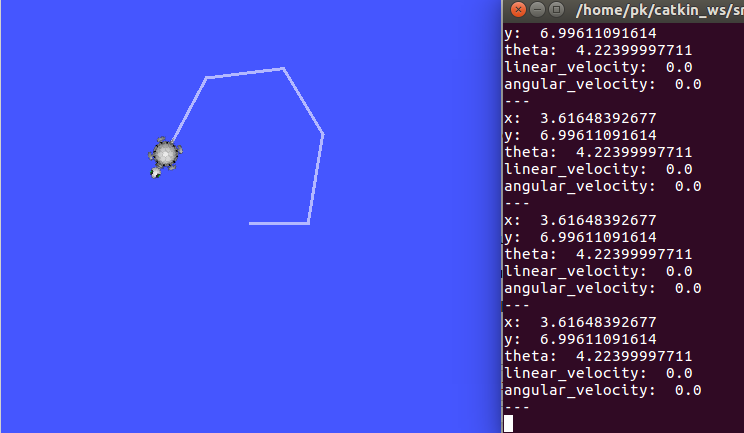 /home/pk/catkin_ws/s
y: 6.99611091614
theta: 4.22399997711
linear_velocity: 0.0
angular_velocity: 0.0
---
x: 3.61648392677
y: 6.99611091614
theta: 4.22399997711
linear_velocity: 0.0
angular_velocity: 0.0
---
x: 3.61648392677
y: 6.99611091614
theta: 4.22399997711
linear_velocity: 0.0
angular_velocity: 0.0
---
x: 3.61648392677
y: 6.99611091614
theta: 4.22399997711
linear_velocity: 0.0
angular_velocity: 0.0
---